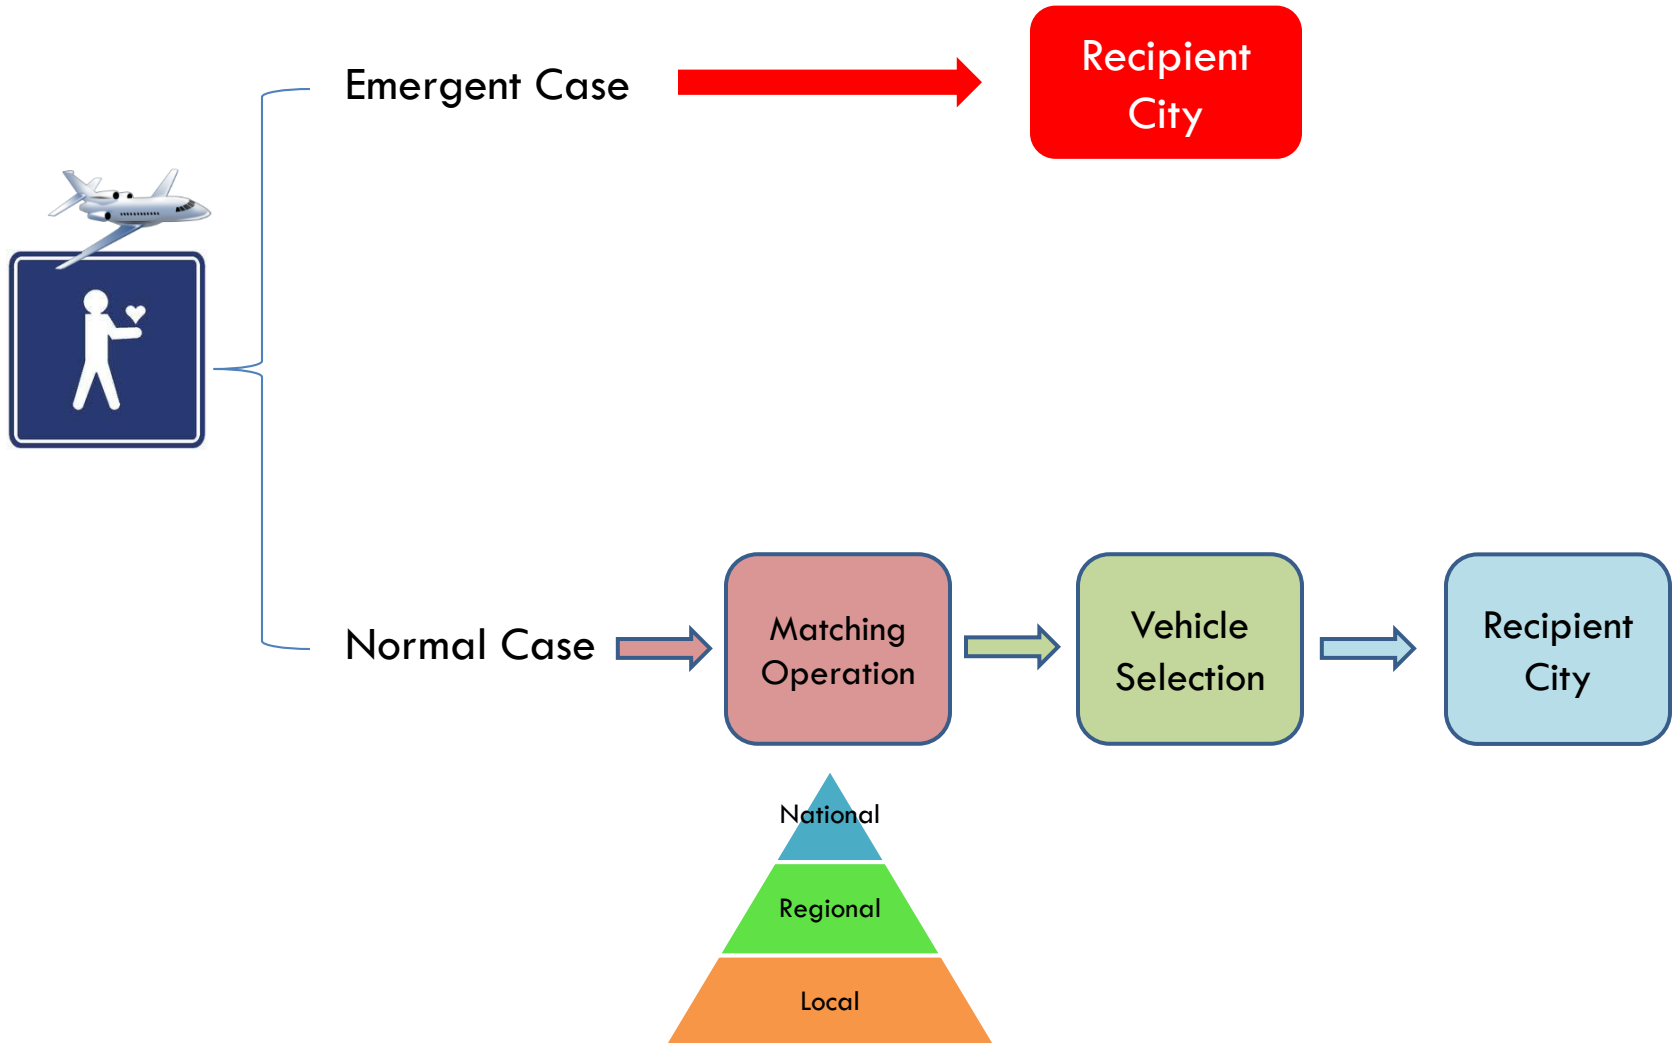 Emergent Case
Recipient
City
Normal Case
Matching
Operation
Vehicle
Selection
Recipient
City
National
Regional
Local